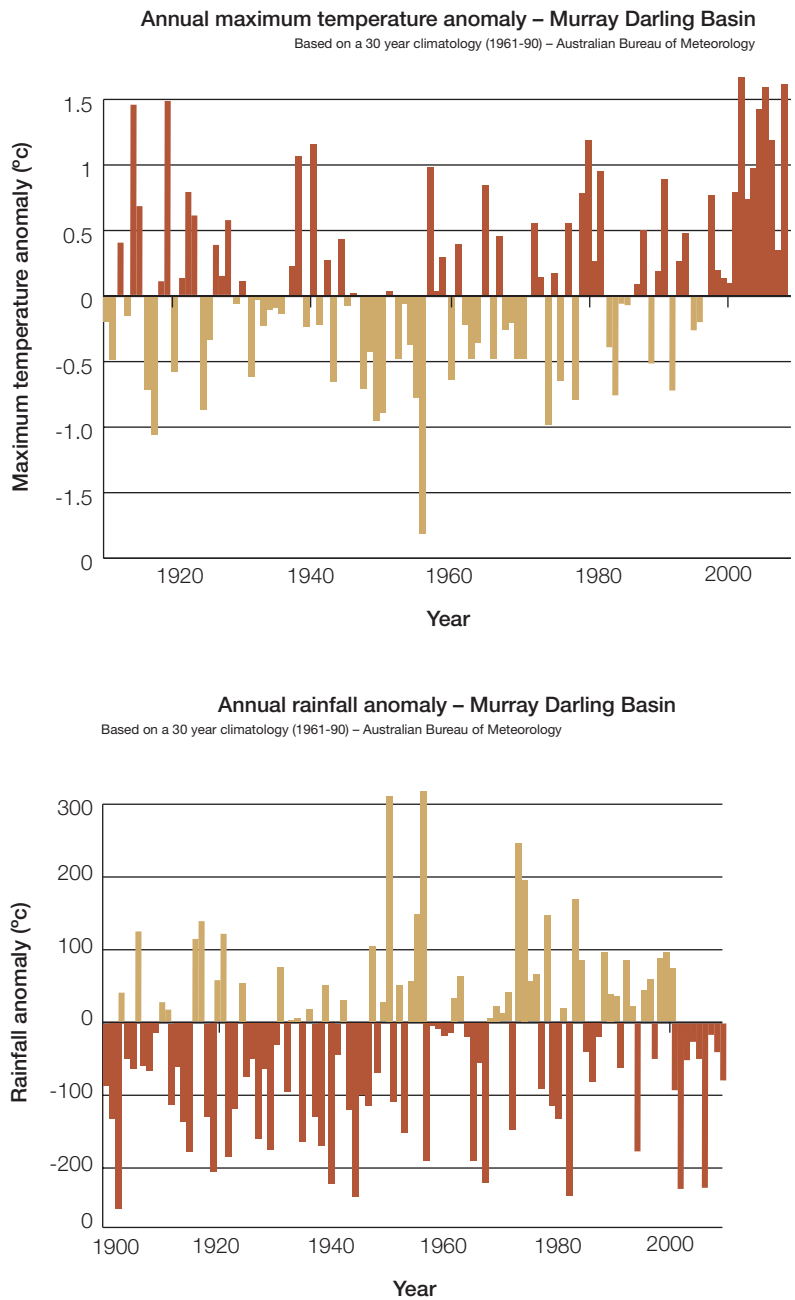 Annual maximum temperature anomaly – Murray Darling Basin
Based on a 30 year climatology (1961-90) – Australian Bureau of Meteorology
Maximum temperature anomaly (ºc)
1.5
1
0.5
0
-0.5
-1.0
-1.5
0
1920 1940 1960 1980 2000
Year
Annual rainfall anomaly – Murray Darling Basin
Based on a 30 year climatology (1961-90) – Australian Bureau of Meteorology
Rainfall anomaly (ºc)
300
200
100
0
-100
-200
0
1900 1920 1940 1960 1980 2000
Year